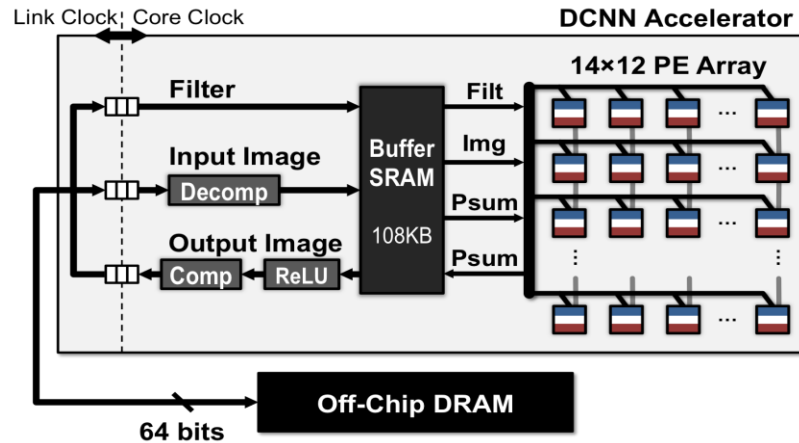 Link Clock Core Clock
DCNN Accelerator
14×12 PE Array
Filter
Filt
Input Image
Img
Decomp
Buffer
SRAM
108KB
Psum
Output Image
Psum
Comp
ReLU
...
...
...
...
...
...
Off-Chip DRAM
64 bits